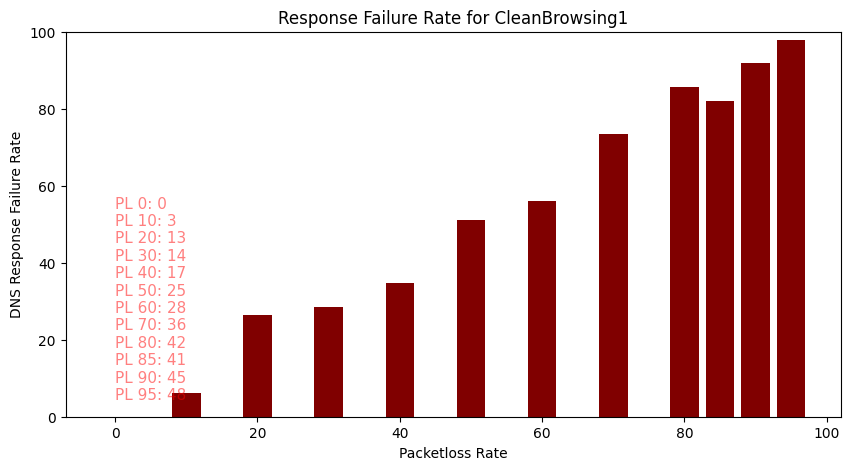 Response Failure Rate for CleanBrowsing1
100
80
60
40
20
0
DNS Response Failure Rate
PL 0: 0
PL 10: 3
PL 20: 13
PL 30: 14
PL 40: 17
PL 50: 25
PL 60: 28
PL 70: 36
PL 80: 42
PL 85: 41
PL 90: 45
PL 95: 48
0 20 40 60 80 100
Packetloss Rate